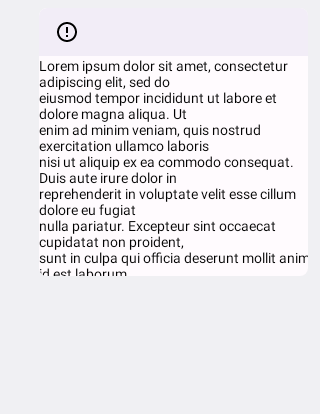 Lorem ipsum dolor sit amet, consectetur
adipiscing elit, sed do
eiusmod tempor incididunt ut labore et
dolore magna aliqua. Ut
enim ad minim veniam, quis nostrud
exercitation ullamco laboris
nisi ut aliquip ex ea commodo consequat.
Duis aute irure dolor in
reprehenderit in voluptate velit esse cillum
dolore eu fugiat
nulla pariatur. Excepteur sint occaecat
cupidatat non proident,
sunt in culpa qui officia deserunt mollit anim
id est laborum